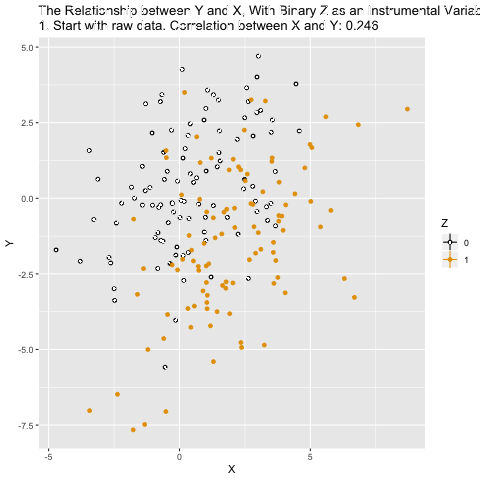 The Relationship between Y and X, With Binary Z as an Instrumental
1. Start with raw data. Correlation between X and Y: 0.246
5.0
2.5
0.0
-2.5
-5.0
-7.5
Y
-5
0
5
X
Z
0
1